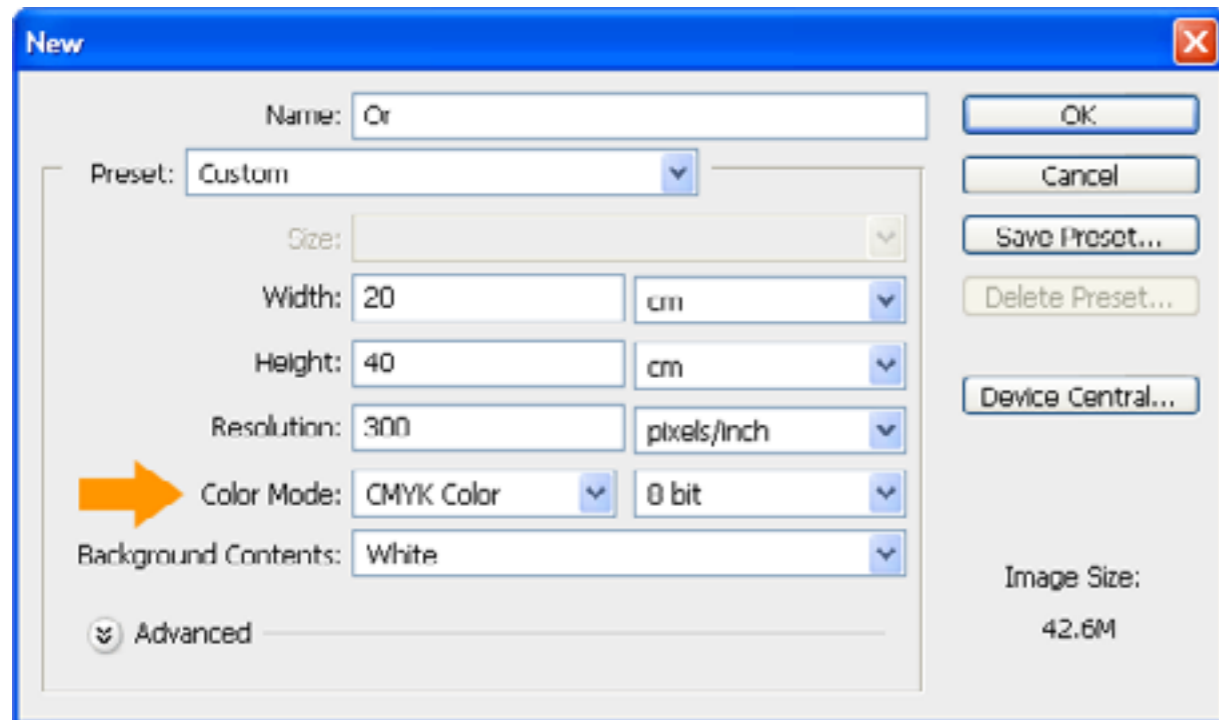 New
Name: Or
OK
Preset: Custom
Cancel
Size:
Save Preset...
Width: 20 cm
Delete Preset...
Height: 40 cm
Device Central...
Resolution: 300 pixels/inch
Color Mode: CMYK Color 8 bit
Background Contents: White
Image Size:
Advanced
42.6M